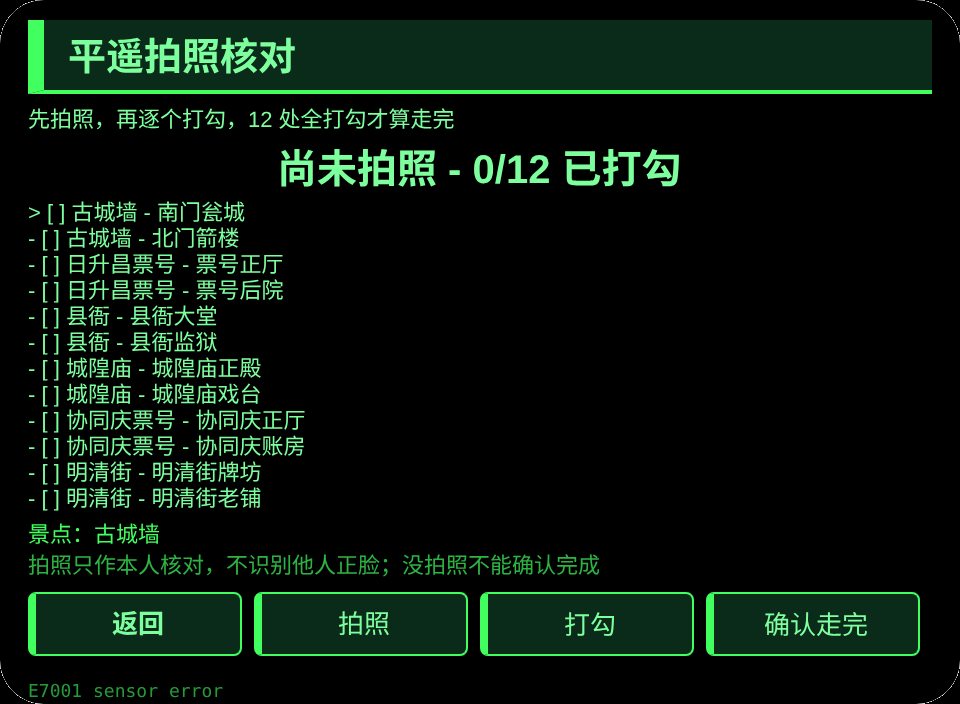 平遥拍照核对
先拍照，再逐个打勾，12 处全打勾才算走完
尚未拍照 - 0/12 已打勾
> [ ] 古城墙 - 南门瓮城
- [ ] 古城墙 - 北门箭楼
- [ ] 日升昌票号 - 票号正厅
- [ ] 日升昌票号 - 票号后院
- [ ] 县衙 - 县衙大堂
- [ ] 县衙 - 县衙监狱
- [ ] 城隍庙 - 城隍庙正殿
- [ ] 城隍庙 - 城隍庙戏台
- [ ] 协同庆票号 - 协同庆正厅
- [ ] 协同庆票号 - 协同庆账房
- [ ] 明清街 - 明清街牌坊
- [ ] 明清街 - 明清街老铺
景点：古城墙
拍照只作本人核对，不识别他人正脸；没拍照不能确认完成
返回
拍照
打勾
确认走完
E7001 sensor error